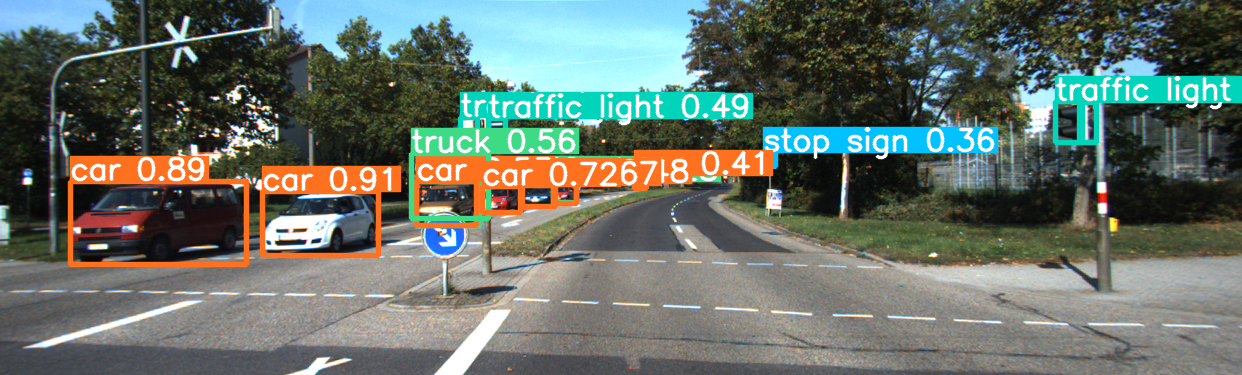 traffic light
traffic light 0.49
truck 0.56
stop sign 0.36
car 0.89
car 0.91
car
car 0.72
0.41